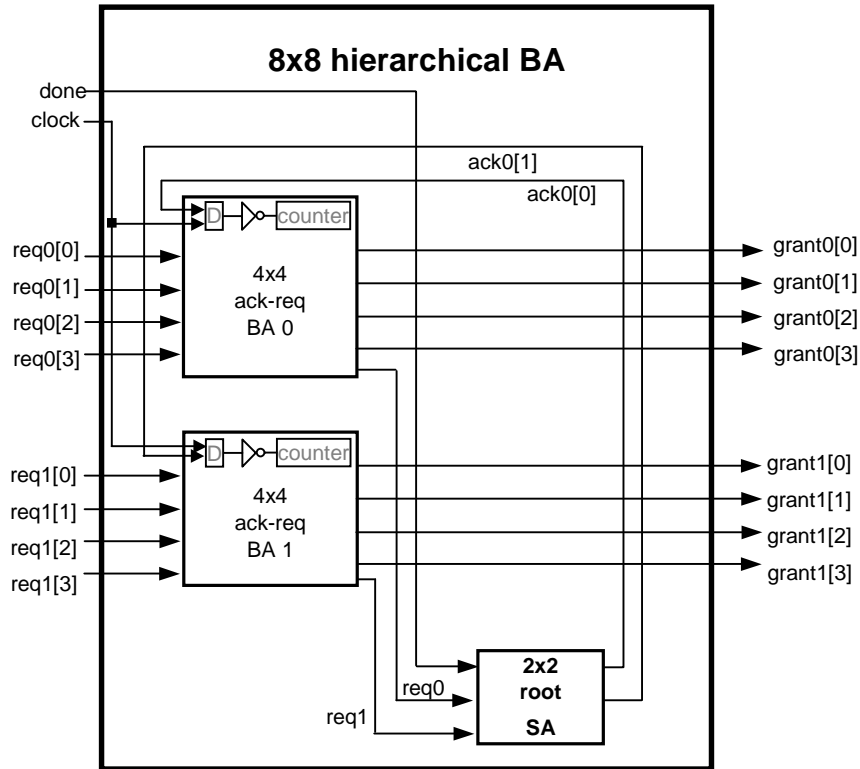 8x8 hierarchical BA
done
clock
ack0[1]
ack0[0]
D
counter
req0[0]
req0[1]
req0[2]
req0[3]
4x4
ack-req
BA 0
grant0[0]
grant0[1]
grant0[2]
grant0[3]
D
counter
req1[0]
req1[1]
req1[2]
req1[3]
4x4
ack-req
BA 1
grant1[0]
grant1[1]
grant1[2]
grant1[3]
req0
req1
2x2
root
SA